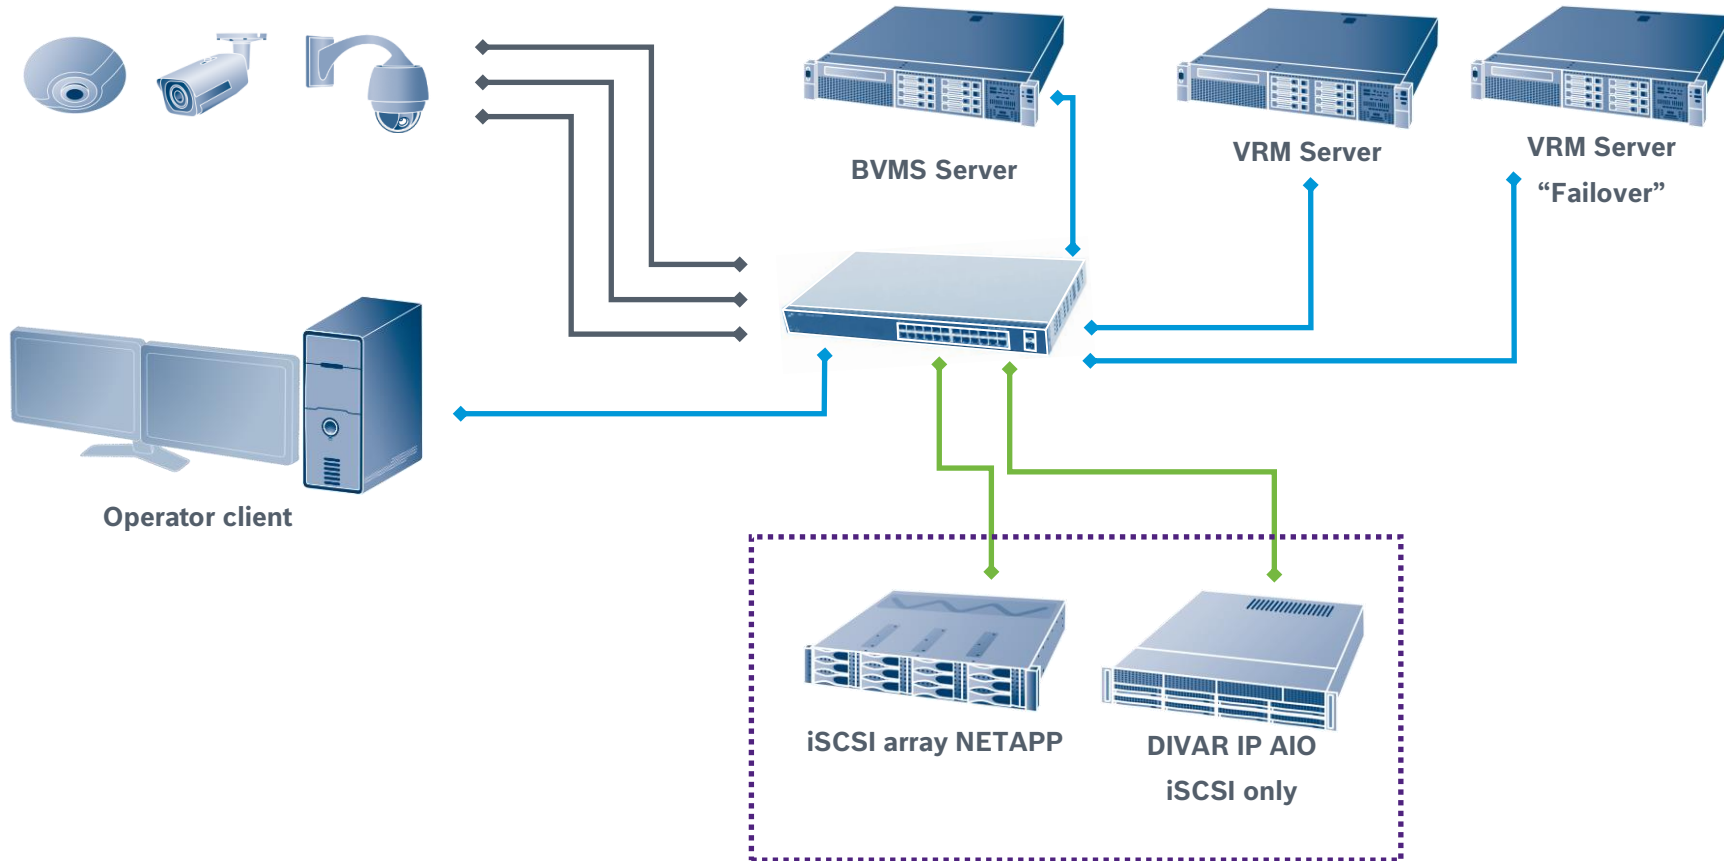 BVMS Server
VRM Server
VRM Server
“Failover”
Operator client
iSCSI array NETAPP
DIVAR IP AIO
iSCSI only